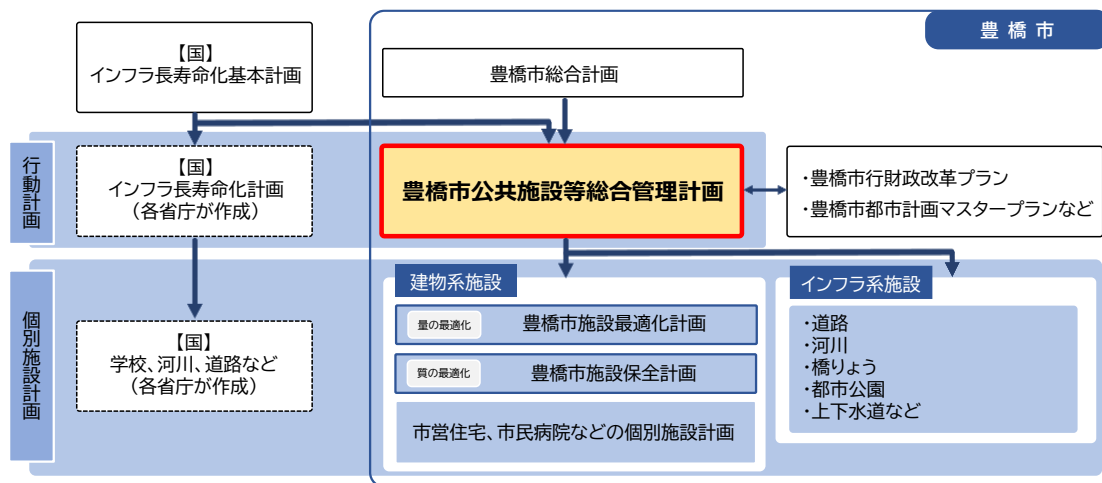 豊橋市
【国】
インフラ長寿命化基本計画
豊橋市総合計画
行動計画
【国】
インフラ長寿命化計画
（各省庁が作成）
豊橋市公共施設等総合管理計画
・豊橋市行財政改革プラン
・豊橋市都市計画マスタープランなど
個別施設計画
【国】
学校、河川、道路など
（各省庁が作成）
建物系施設
量の最適化 豊橋市施設最適化計画
質の最適化 豊橋市施設保全計画
市営住宅、市民病院などの個別施設計画
インフラ系施設
・道路
・河川
・橋りょう
・都市公園
・上下水道など